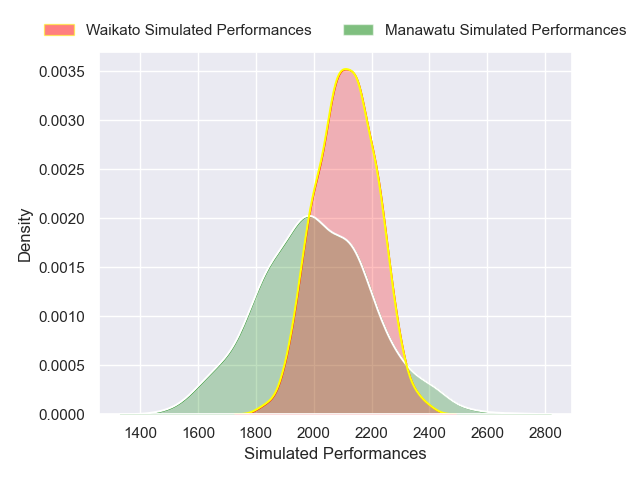 Waikato Simulated Performances Manawatu Simulated Performances
0.0035
0.0030
0.0025
0.0020
0.0015
0.0010
0.0005
0.0000
Density
1400 1600 1800 2000 2200 2400 2600 2800
Simulated Performances